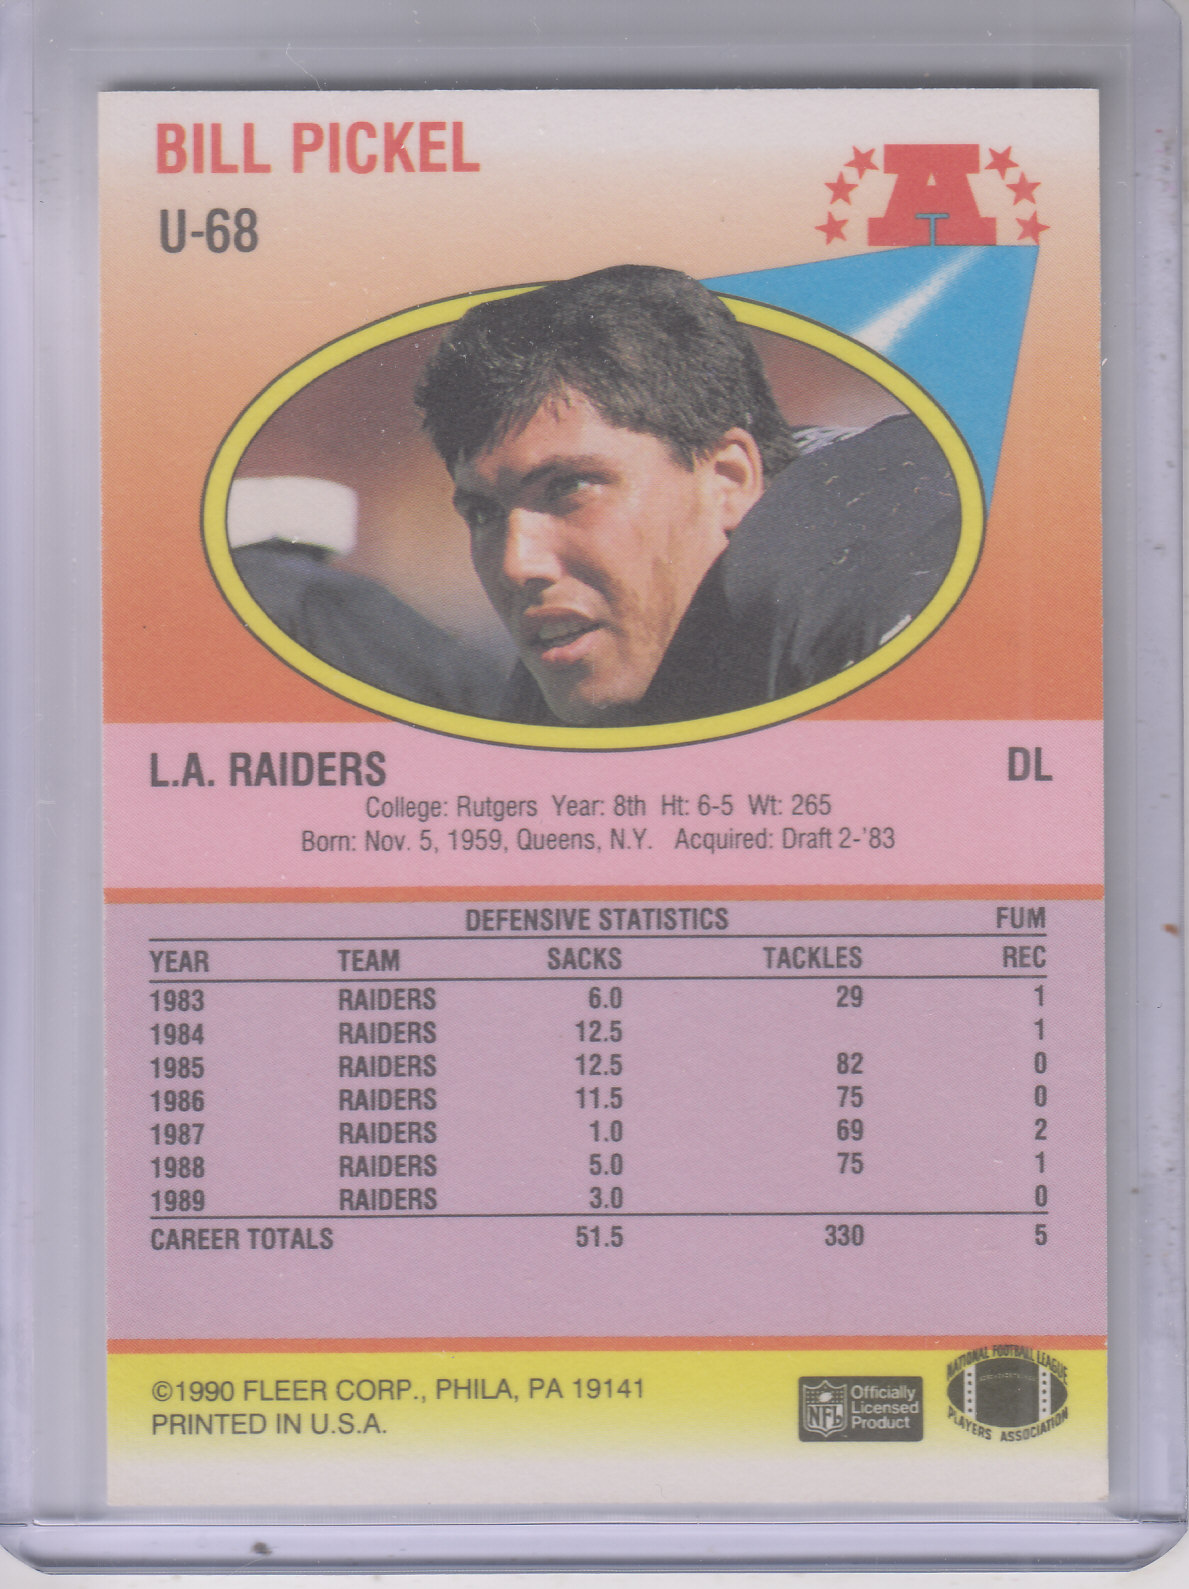 BILL PICKEL
U-68
A
L.A. RAIDERS DL
College: Rutgers Year: 8th Ht: 6-5 Wt: 265
Born: Nov. 5, 1959, Queens, N.Y. Acquired: Draft 2-'83
DEFENSIVE STATISTICS FUM
YEAR TEAM SACKS TACKLES REC
1983 RAIDERS 6.0 29 1
1984 RAIDERS 12.5 1
1985 RAIDERS 12.5 82 0
1986 RAIDERS 11.5 75 0
1987 RAIDERS 1.0 69 2
1988 RAIDERS 5.0 75 1
1989 RAIDERS 3.0 0
CAREER TOTALS 51.5 330 5
©1990 FLEER CORP., PHILA, PA 19141
PRINTED IN U.S.A.
NFL
Officially
Licensed
Product
NATIONAL FOOTBALL LEAGUE
PLAYERS ASSOCIATION